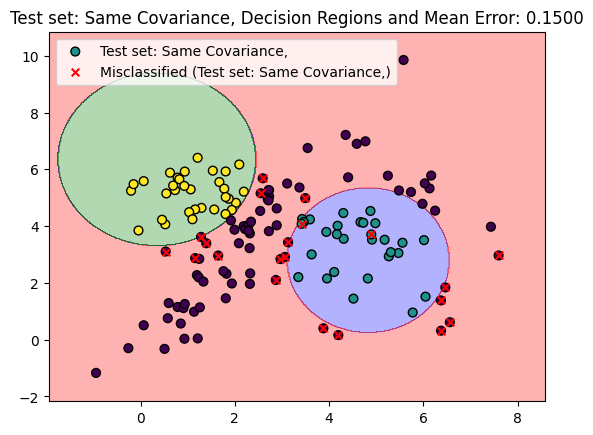 Test set: Same Covariance, Decision Regions and Mean Error: 0.1500
Test set: Same Covariance,
Misclassified (Test set: Same Covariance,)
10
8
6
4
2
0
−2
0 2 4 6 8